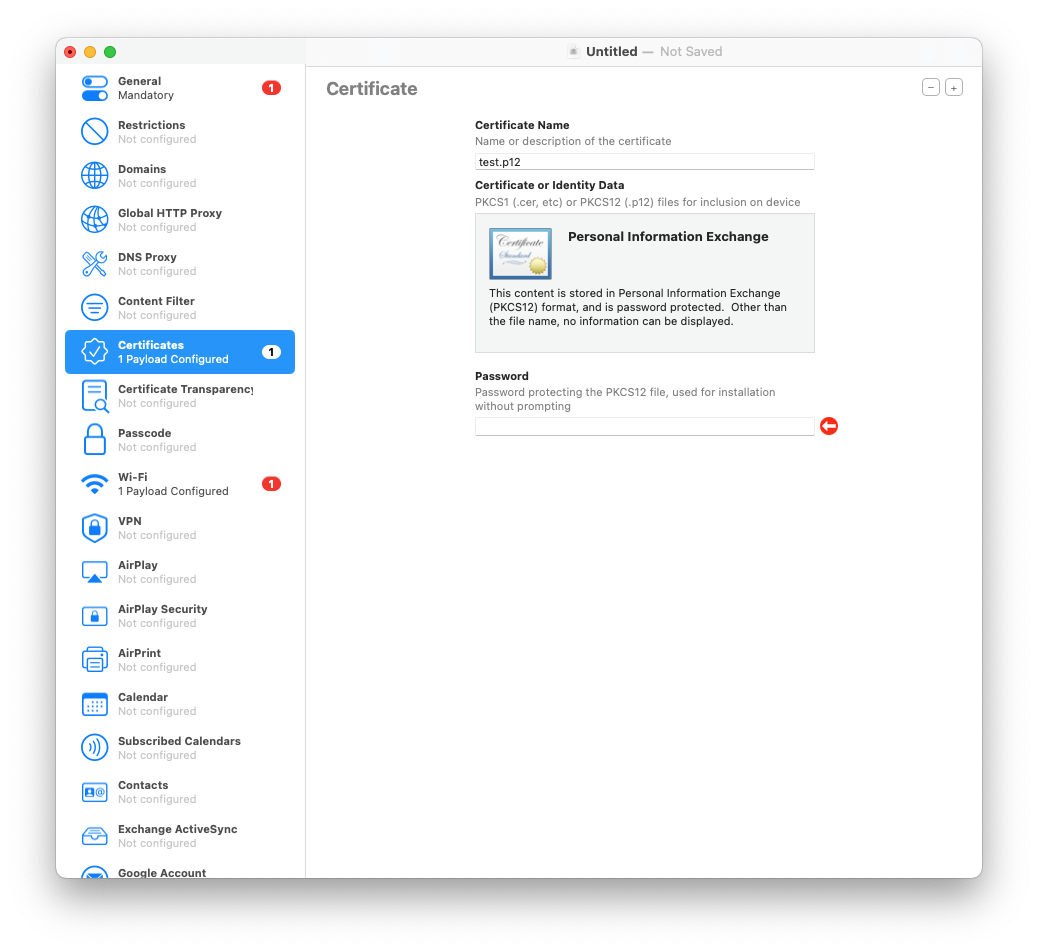 Untitled — Not Saved
General
Mandatory
1
Restrictions
Not configured
Domains
Not configured
Global HTTP Proxy
Not configured
DNS Proxy
Not configured
Content Filter
Not configured
Certificates
1 Payload Configured
1
Certificate Transparency
Not configured
Passcode
Not configured
Wi-Fi
1 Payload Configured
1
VPN
Not configured
AirPlay
Not configured
AirPlay Security
Not configured
AirPrint
Not configured
Calendar
Not configured
Subscribed Calendars
Not configured
Contacts
Not configured
Exchange ActiveSync
Not configured
Google Account
Certificate
− +
Certificate Name
Name or description of the certificate
test.p12
Certificate or Identity Data
PKCS1 (.cer, etc) or PKCS12 (.p12) files for inclusion on device
Certificate
Standard
Personal Information Exchange
This content is stored in Personal Information Exchange
(PKCS12) format, and is password protected. Other than
the file name, no information can be displayed.
Password
Password protecting the PKCS12 file, used for installation
without prompting